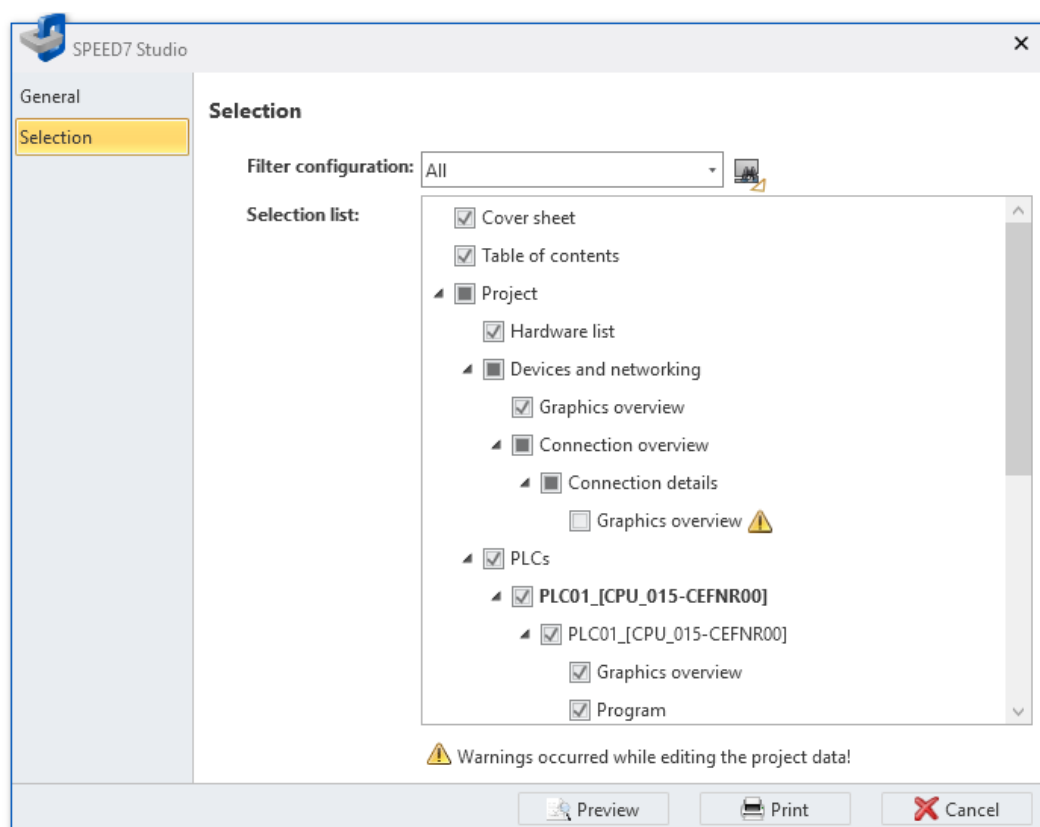 SPEED7 Studio
General
Selection
Selection
Filter configuration: All
Selection list:
Cover sheet
Table of contents
Project
Hardware list
Devices and networking
Graphics overview
Connection overview
Connection details
Graphics overview
PLCs
PLC01_[CPU_015-CEFNR00]
PLC01_[CPU_015-CEFNR00]
Graphics overview
Program
Warnings occurred while editing the project data!
Preview Print Cancel